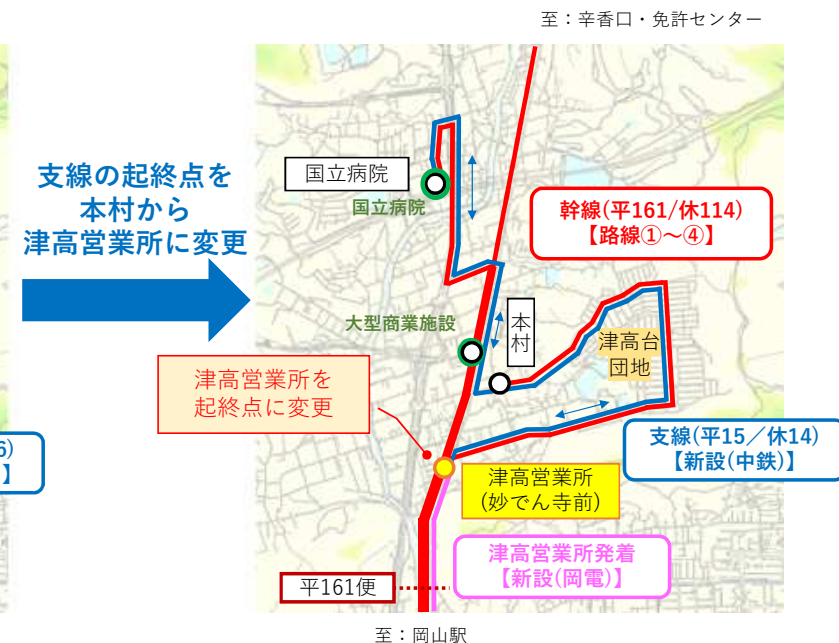 至：辛香口・免許センター
支線の起終点を
本村から
津高営業所に変更
国立病院
国立病院
幹線(平161/休114)
【路線①～④】
大型商業施設
本村
津高台
団地
津高営業所を
起終点に変更
6)
】
支線(平15／休14)
【新設(中鉄)】
津高営業所
(妙でん寺前)
津高営業所発着
【新設(岡電)】
平161便
至：岡山駅